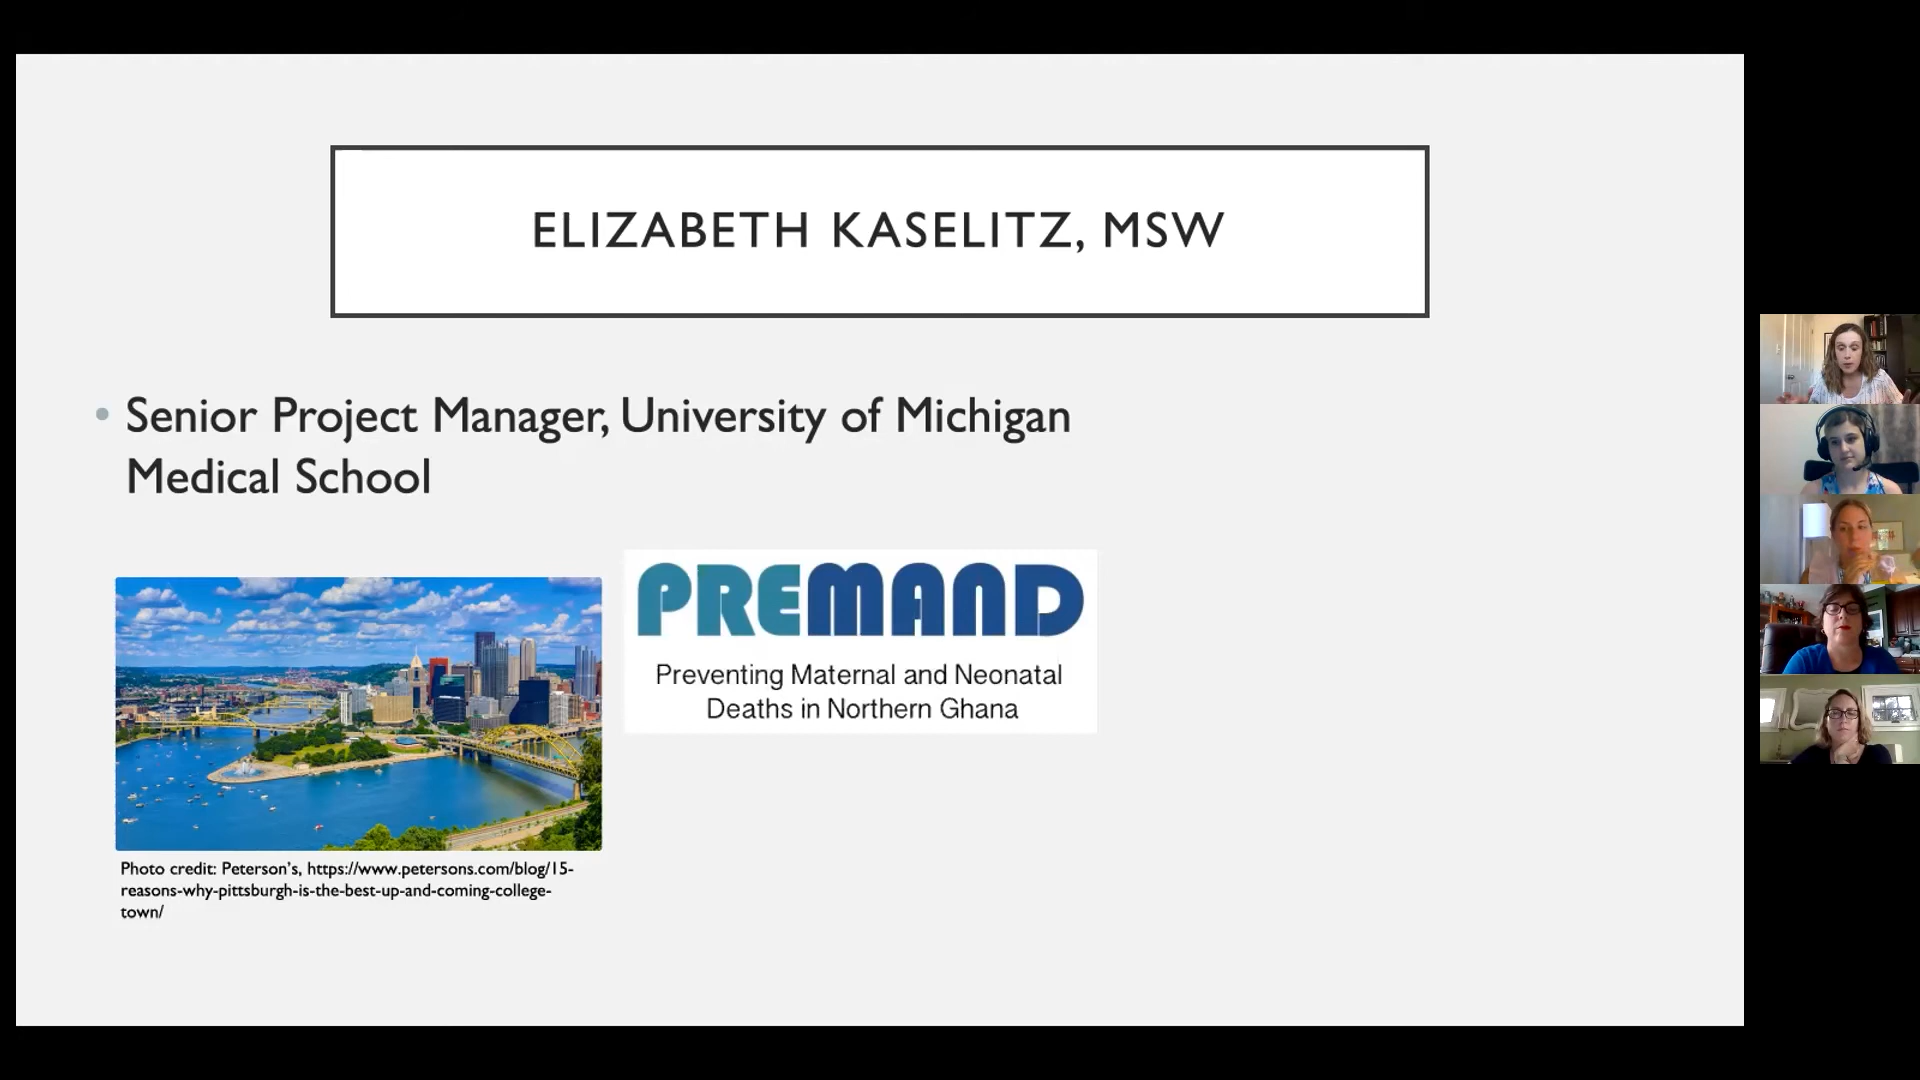 ELIZABETH KASELITZ, MSW
• Senior Project Manager, University of Michigan
Medical School
PREMAND
Preventing Maternal and Neonatal
Deaths in Northern Ghana
Photo credit: Peterson's, https://www.petersons.com/blog/15-
reasons-why-pittsburgh-is-the-best-up-and-coming-college-
town/